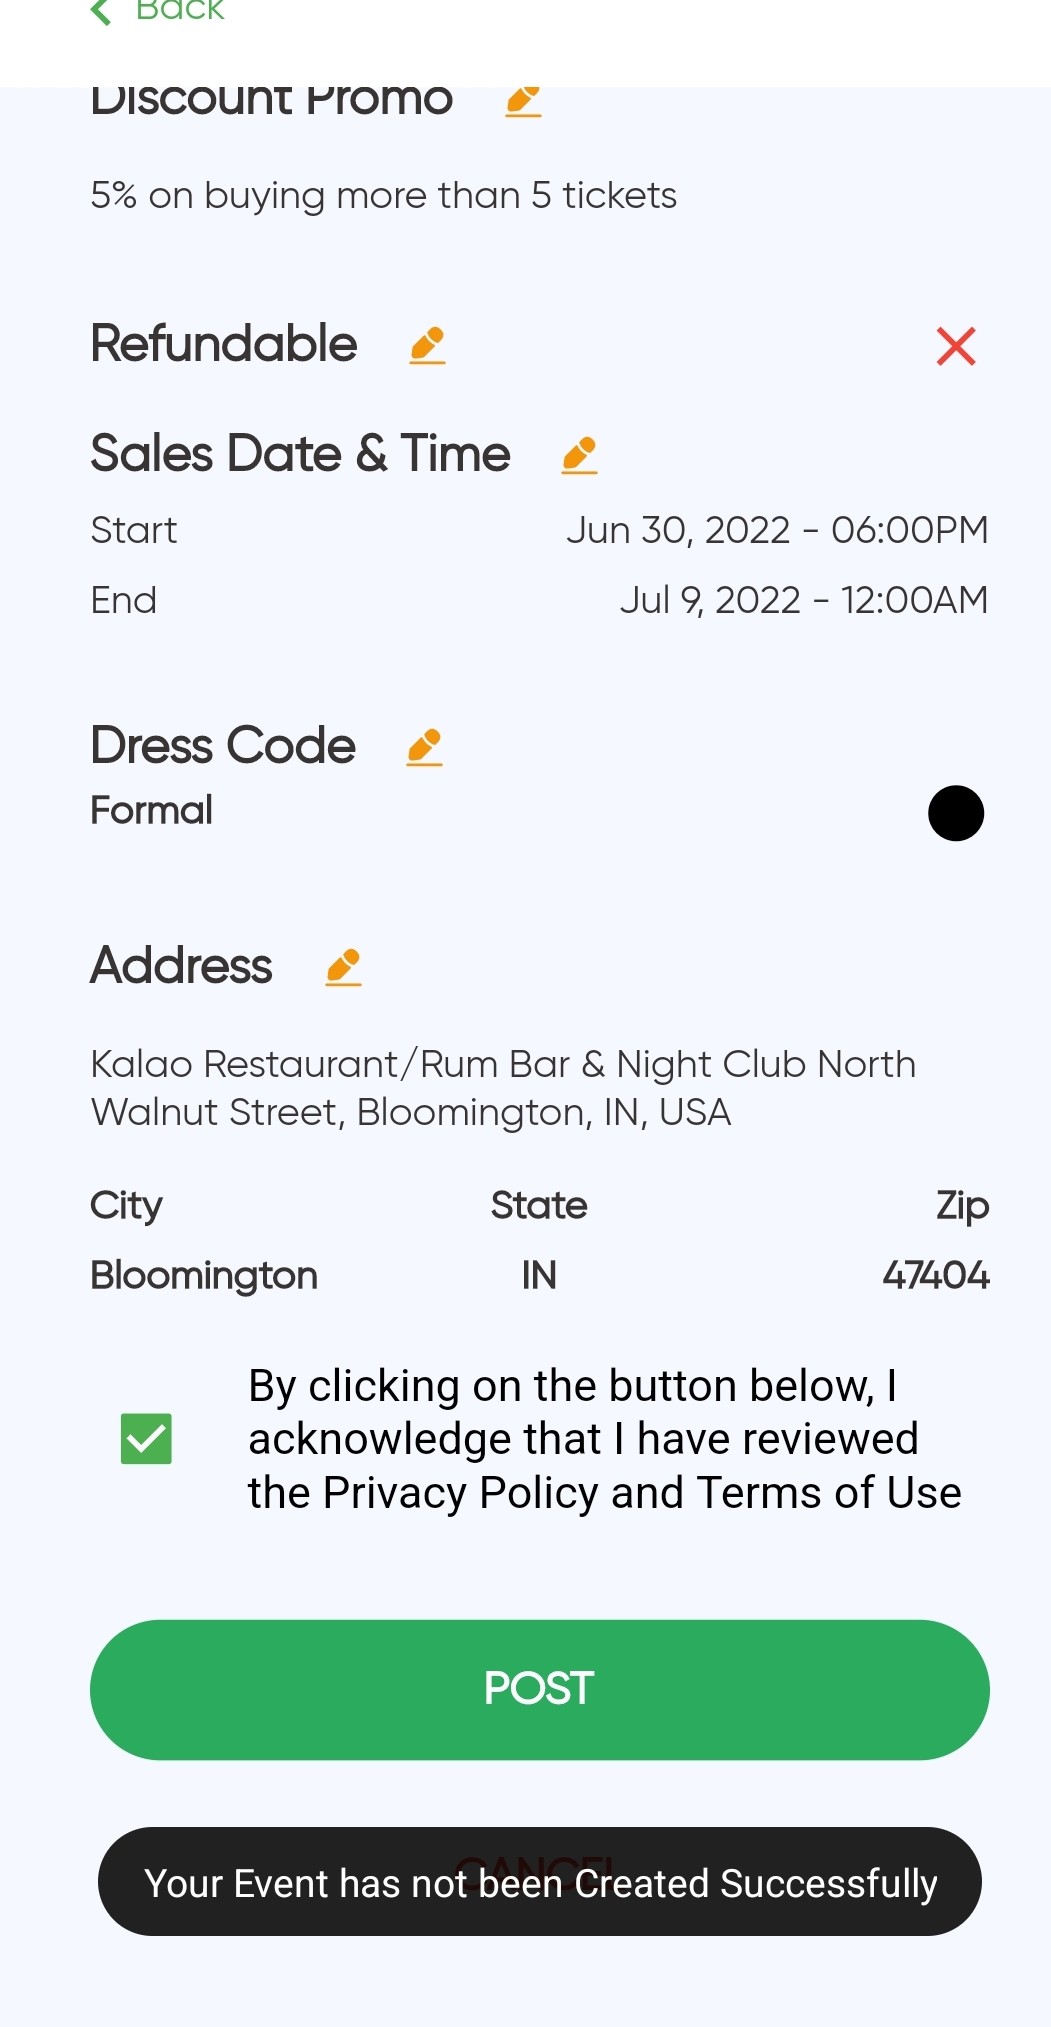 Back
Discount Promo
5% on buying more than 5 tickets
Refundable
Sales Date & Time
Start Jun 30, 2022 - 06:00PM
End Jul 9, 2022 - 12:00AM
Dress Code
Formal
Address
Kalao Restaurant/Rum Bar & Night Club North
Walnut Street, Bloomington, IN, USA
City State Zip
Bloomington IN 47404
By clicking on the button below, I
acknowledge that I have reviewed
the Privacy Policy and Terms of Use
POST
CANCEL
Your Event has not been Created Successfully